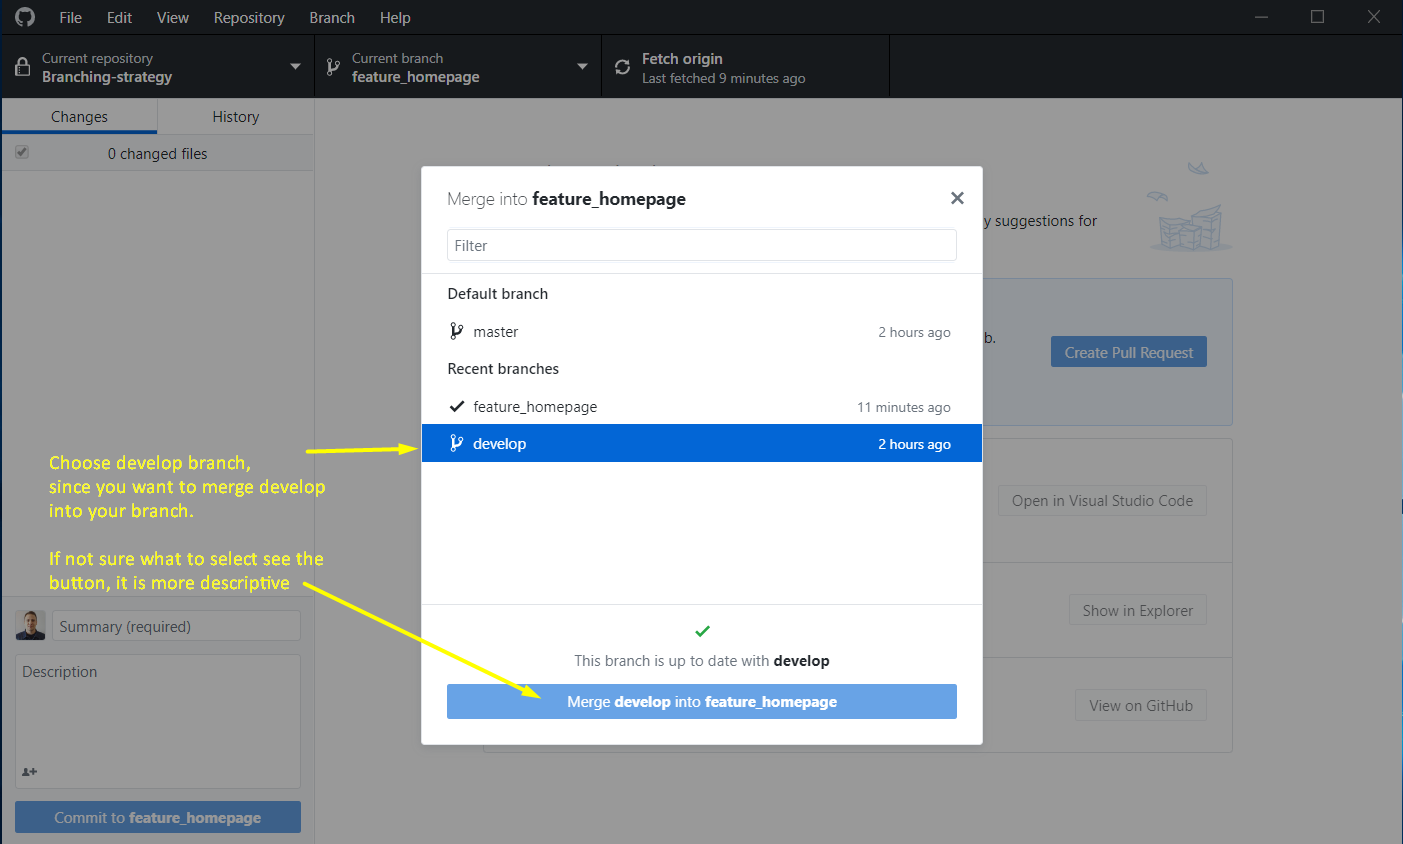 File Edit View Repository Branch Help
Current repository
Branching-strategy
Current branch
feature_homepage
Fetch origin
Last fetched 9 minutes ago
Changes
History
0 changed files
y suggestions for
b.
Create Pull Request
Open in Visual Studio Code
Show in Explorer
View on GitHub
Merge into feature_homepage
Filter
Default branch
master 2 hours ago
Recent branches
feature_homepage 11 minutes ago
develop 2 hours ago
This branch is up to date with develop
Merge develop into feature_homepage
Choose develop branch,
since you want to merge develop
into your branch.
If not sure what to select see the
button, it is more descriptive
Summary (required)
Description
Commit to feature_homepage